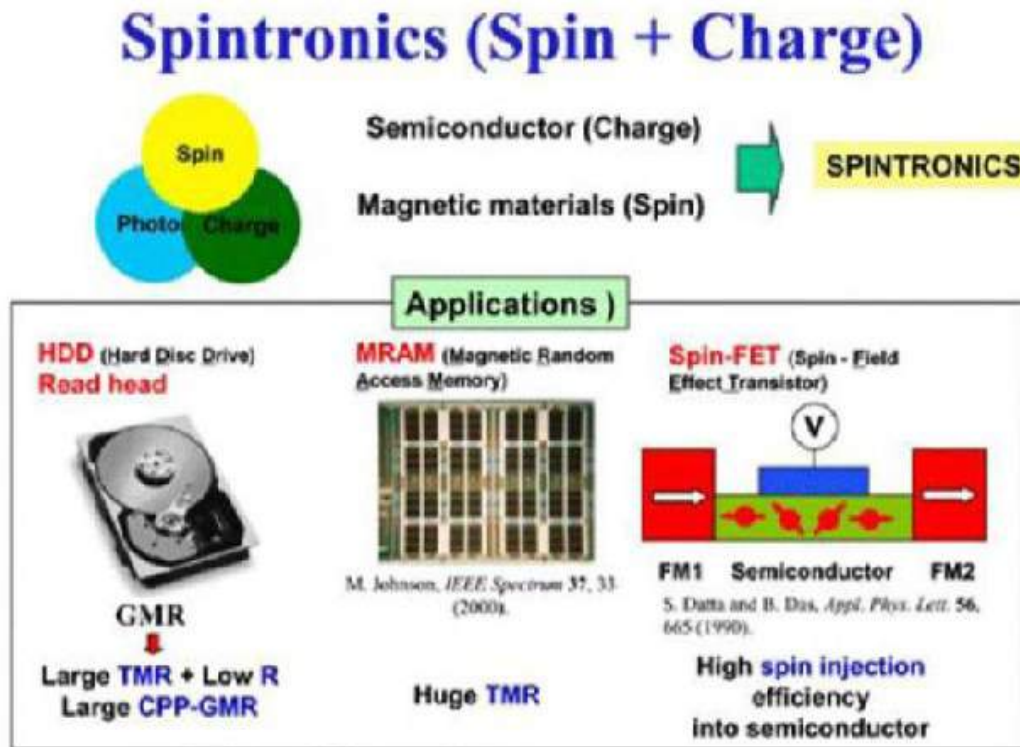 Spintronics (Spin + Charge)
Spin
Photo
Charge
Semiconductor (Charge)
Magnetic materials (Spin)
SPINTRONICS
Applications )
HDD (Hard Disc Drive)
Read head
GMR
Large TMR + Low R
Large CPP-GMR
MRAM (Magnetic Random
Access Memory)
M. Johnson, IEEE Spectrum 37, 33
(2000).
Huge TMR
Spin-FET (Spin - Field
Effect Transistor)
V
FM1 Semiconductor FM2
S. Datta and B. Das, Appl. Phys. Lett. 56,
665 (1990).
High spin injection
efficiency
into semiconductor